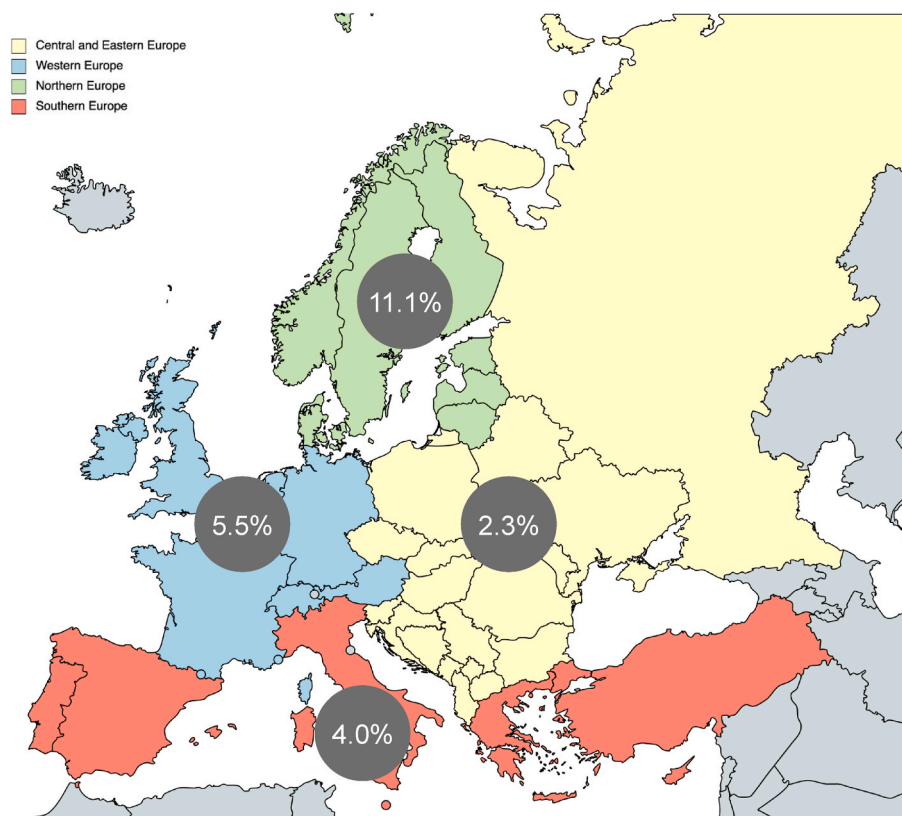 Central and Eastern Europe
Western Europe
Northern Europe
Southern Europe
11.1%
5.5%
2.3%
4.0%